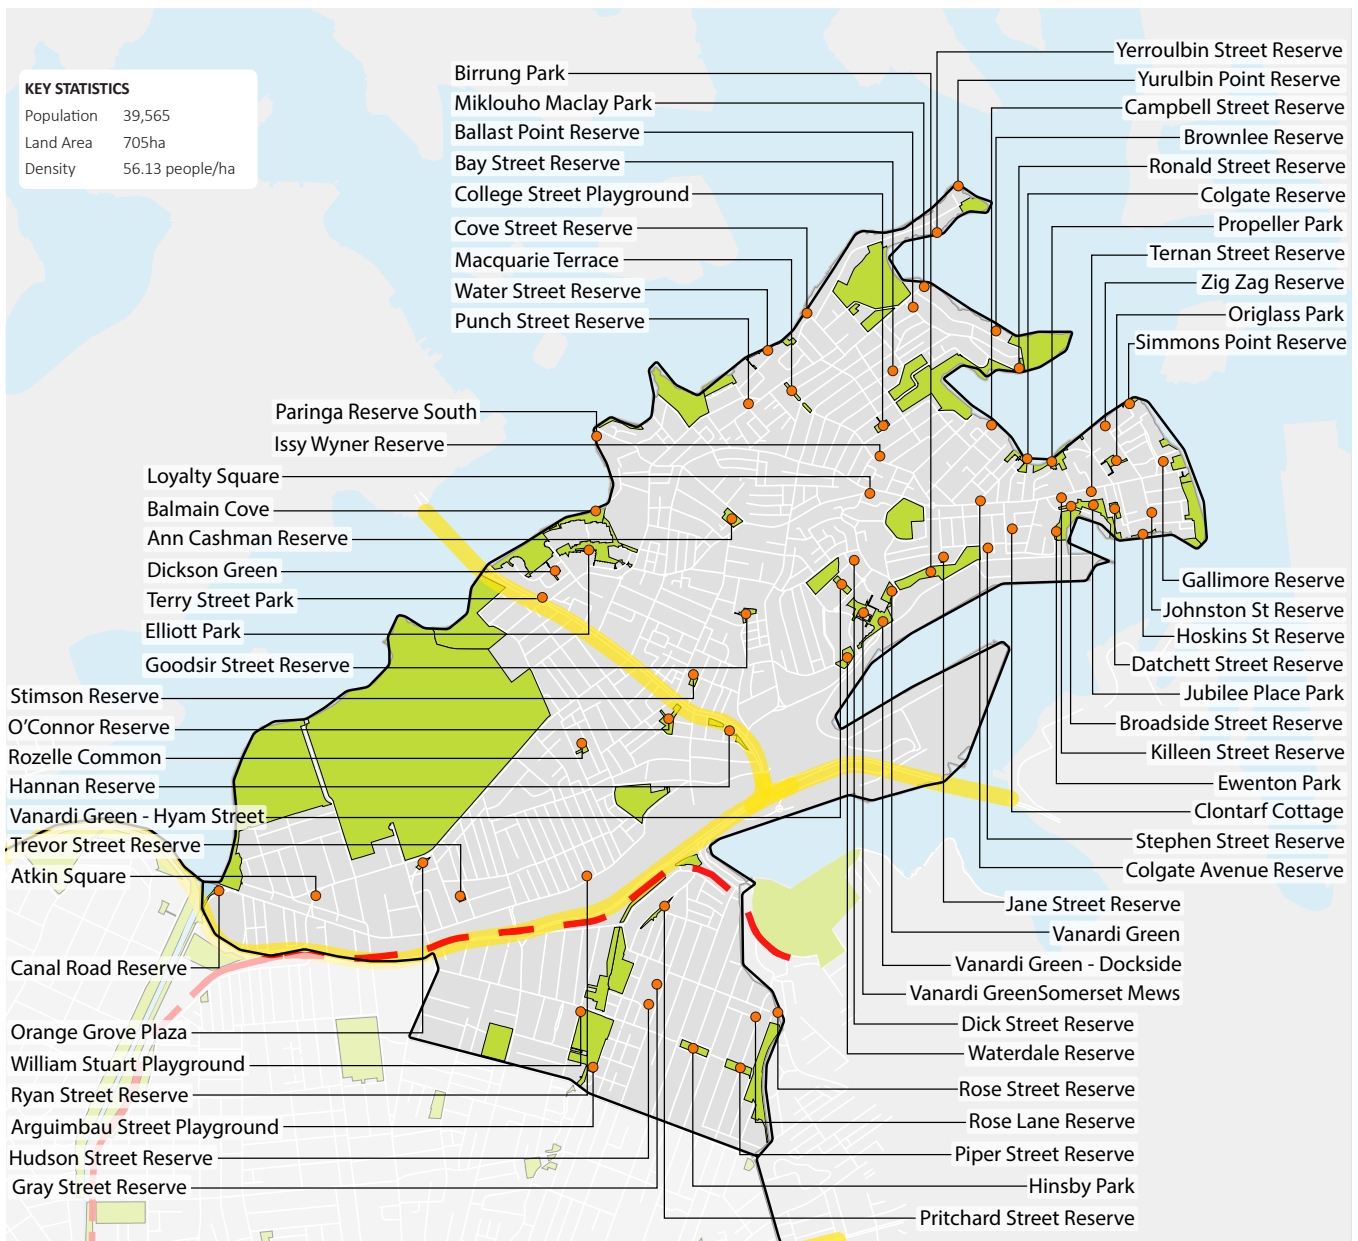 KEY STATISTICS
Population 39,565
Land Area 705ha
Density 56.13 people/ha
Birrung Park
Miklouho Maclay Park
Ballast Point Reserve
Bay Street Reserve
College Street Playground
Cove Street Reserve
Macquarie Terrace
Water Street Reserve
Punch Street Reserve
Paringa Reserve South
Issy Wyner Reserve
Loyalty Square
Balmain Cove
Ann Cashman Reserve
Dickson Green
Terry Street Park
Elliott Park
Goodsir Street Reserve
Stimson Reserve
O'Connor Reserve
Rozelle Common
Hannan Reserve
Vanardi Green - Hyam Street
Trevor Street Reserve
Atkin Square
Canal Road Reserve
Orange Grove Plaza
William Stuart Playground
Ryan Street Reserve
Arguimbau Street Playground
Hudson Street Reserve
Gray Street Reserve
Yerroulbin Street Reserve
Yurulbin Point Reserve
Campbell Street Reserve
Brownlee Reserve
Ronald Street Reserve
Colgate Reserve
Propeller Park
Ternan Street Reserve
Zig Zag Reserve
Origlass Park
Simmons Point Reserve
Gallimore Reserve
Johnston St Reserve
Hoskins St Reserve
Datchett Street Reserve
Jubilee Place Park
Broadside Street Reserve
Killeen Street Reserve
Ewenton Park
Clontarf Cottage
Stephen Street Reserve
Colgate Avenue Reserve
Jane Street Reserve
Vanardi Green
Vanardi Green - Dockside
Vanardi GreenSomerset Mews
Dick Street Reserve
Waterdale Reserve
Rose Street Reserve
Rose Lane Reserve
Piper Street Reserve
Hinsby Park
Pritchard Street Reserve